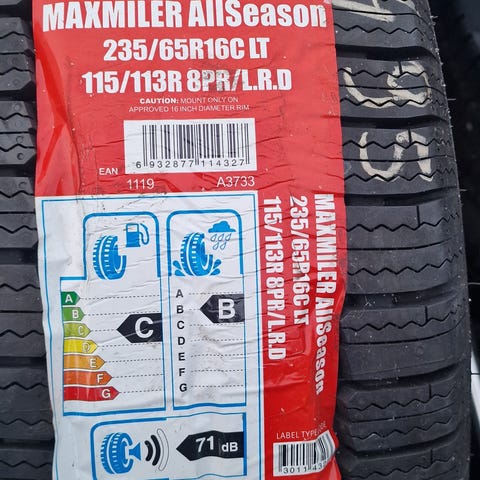 MAXMILER AllSeason
235/65R16C LT
115/113R 8PR/L.R.D
CAUTION: MOUNT ONLY ON
APPROVED 16 INCH DIAMETER RIM
EAN
6 932877 114327
1119 A3733
MAXMILER AllSeason
235/65R16C LT
115/113R 8PR/L.R.D
A
B
C
D
E
F
G
C
A
B
C
D
E
F
G
B
71 dB
LABEL TYPE